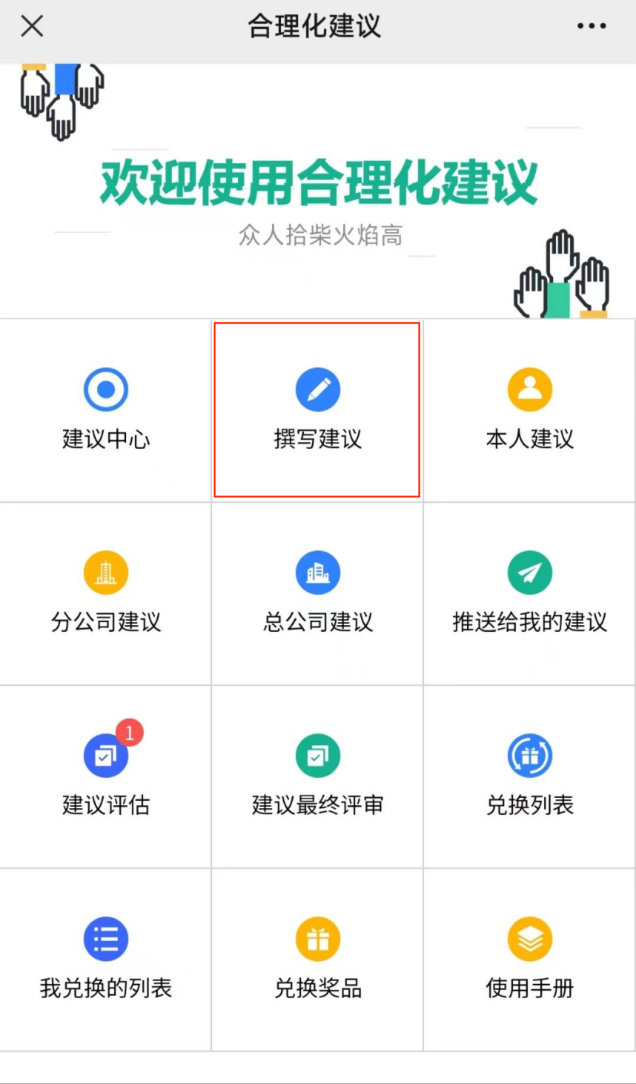 合理化建议
欢迎使用合理化建议
众人拾柴火焰高
建议中心
撰写建议
本人建议
分公司建议
总公司建议
推送给我的建议
1
建议评估
建议最终评审
兑换列表
我兑换的列表
兑换奖品
使用手册